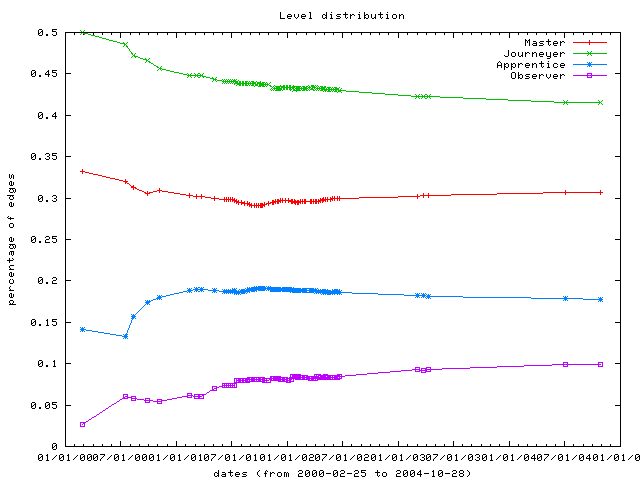 Level distribution
0.5
Master
Journeyer
Apprentice
Observer
0.45
0.4
0.35
0.3
0.25
0.2
0.15
0.1
0.05
0
percentage of edges
01/01/0007/01/0001/01/0107/01/0101/01/0207/01/0201/01/0307/01/0301/01/0407/01/0401/01/0
dates (from 2000-02-25 to 2004-10-28)